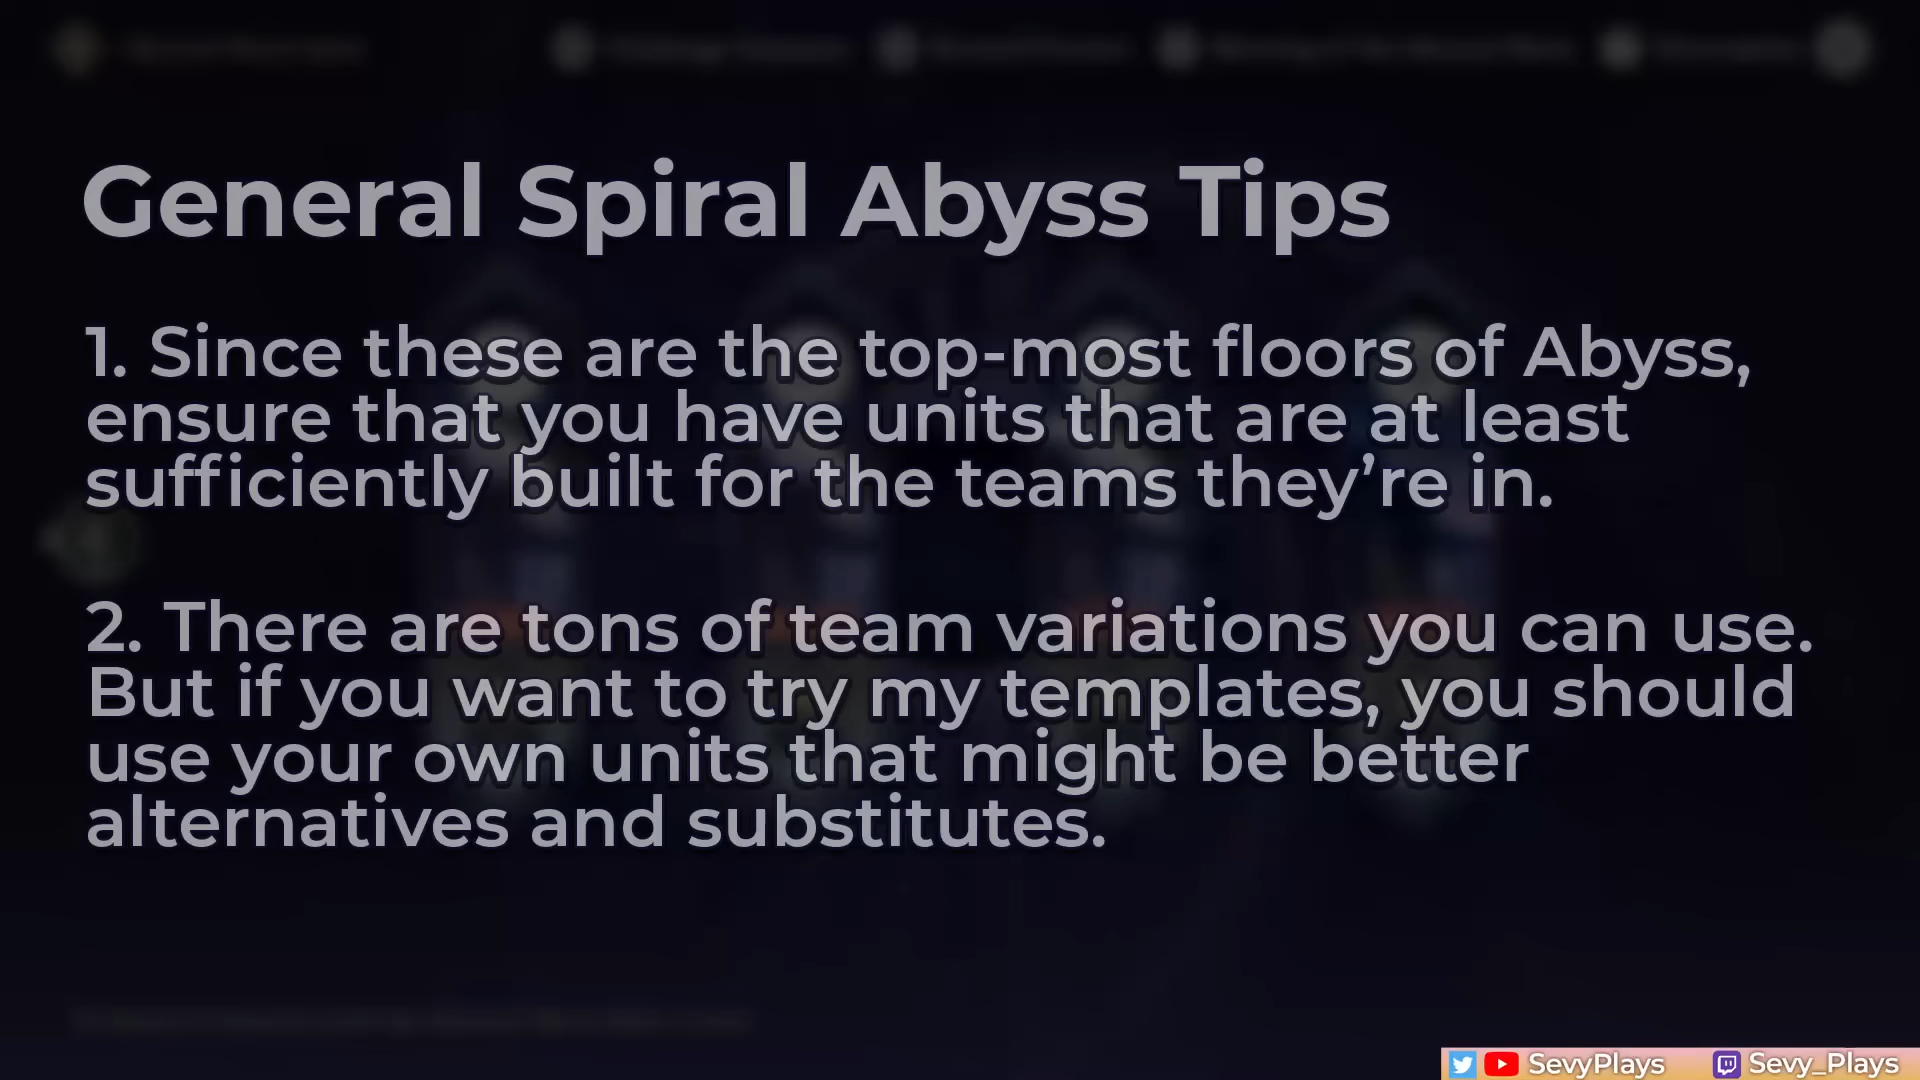 General Spiral Abyss Tips
1. Since these are the top-most floors of Abyss,
ensure that you have units that are at least
sufficiently built for the teams they’re in.
2. There are tons of team variations you can use.
But if you want to try my templates, you should
use your own units that might be better
alternatives and substitutes.
SevyPlays Sevy_Plays